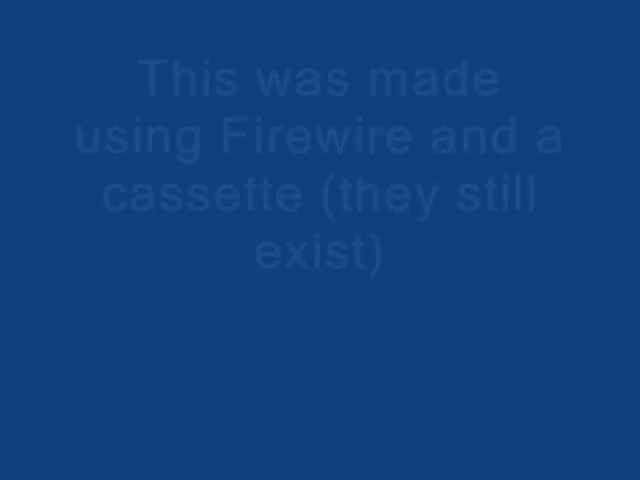 This was made
using Firewire and a
cassette (they still
exist)